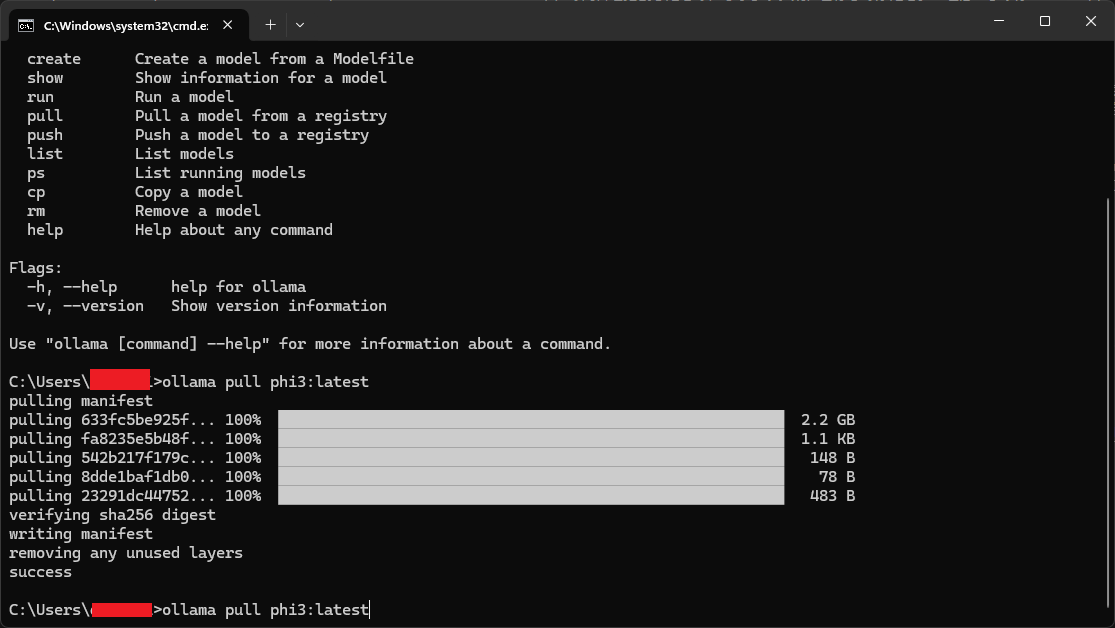 C:\Windows\system32\cmd.e:
create      Create a model from a Modelfile
show        Show information for a model
run         Run a model
pull        Pull a model from a registry
push        Push a model to a registry
list        List models
ps          List running models
cp          Copy a model
rm          Remove a model
help        Help about any command
Flags:
-h, --help      help for ollama
-v, --version   Show version information
Use "ollama [command] --help" for more information about a command.
C:\Users\ >ollama pull phi3:latest
pulling manifest
pulling 633fc5be925f... 100% 2.2 GB
pulling fa8235e5b48f... 100% 1.1 KB
pulling 542b217f179c... 100% 148 B
pulling 8dde1baf1db0... 100% 78 B
pulling 23291dc44752... 100% 483 B
verifying sha256 digest
writing manifest
removing any unused layers
success
C:\Users\ >ollama pull phi3:latest